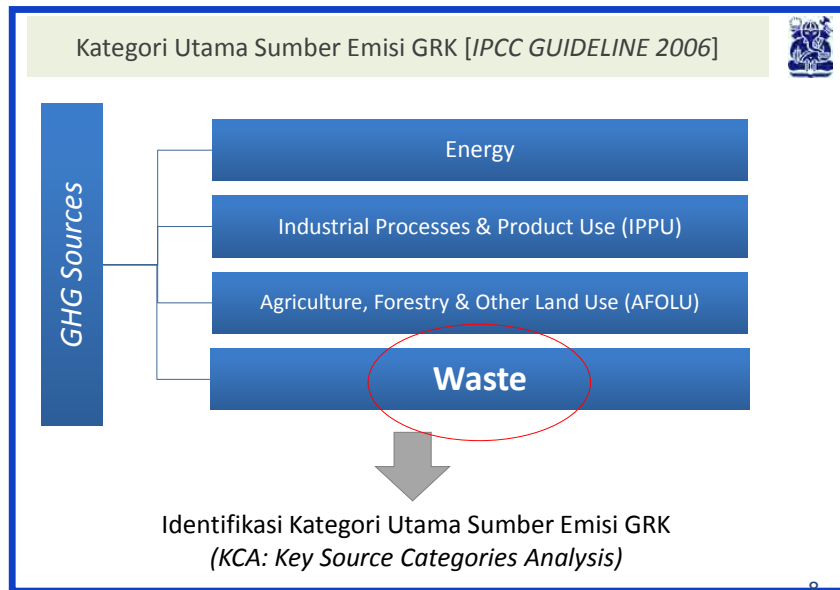 Kategori Utama Sumber Emisi GRK [IPCC GUIDELINE 2006]
GHG Sources
Energy
Industrial Processes & Product Use (IPPU)
Agriculture, Forestry & Other Land Use (AFOLU)
Waste
Identifikasi Kategori Utama Sumber Emisi GRK
(KCA: Key Source Categories Analysis)